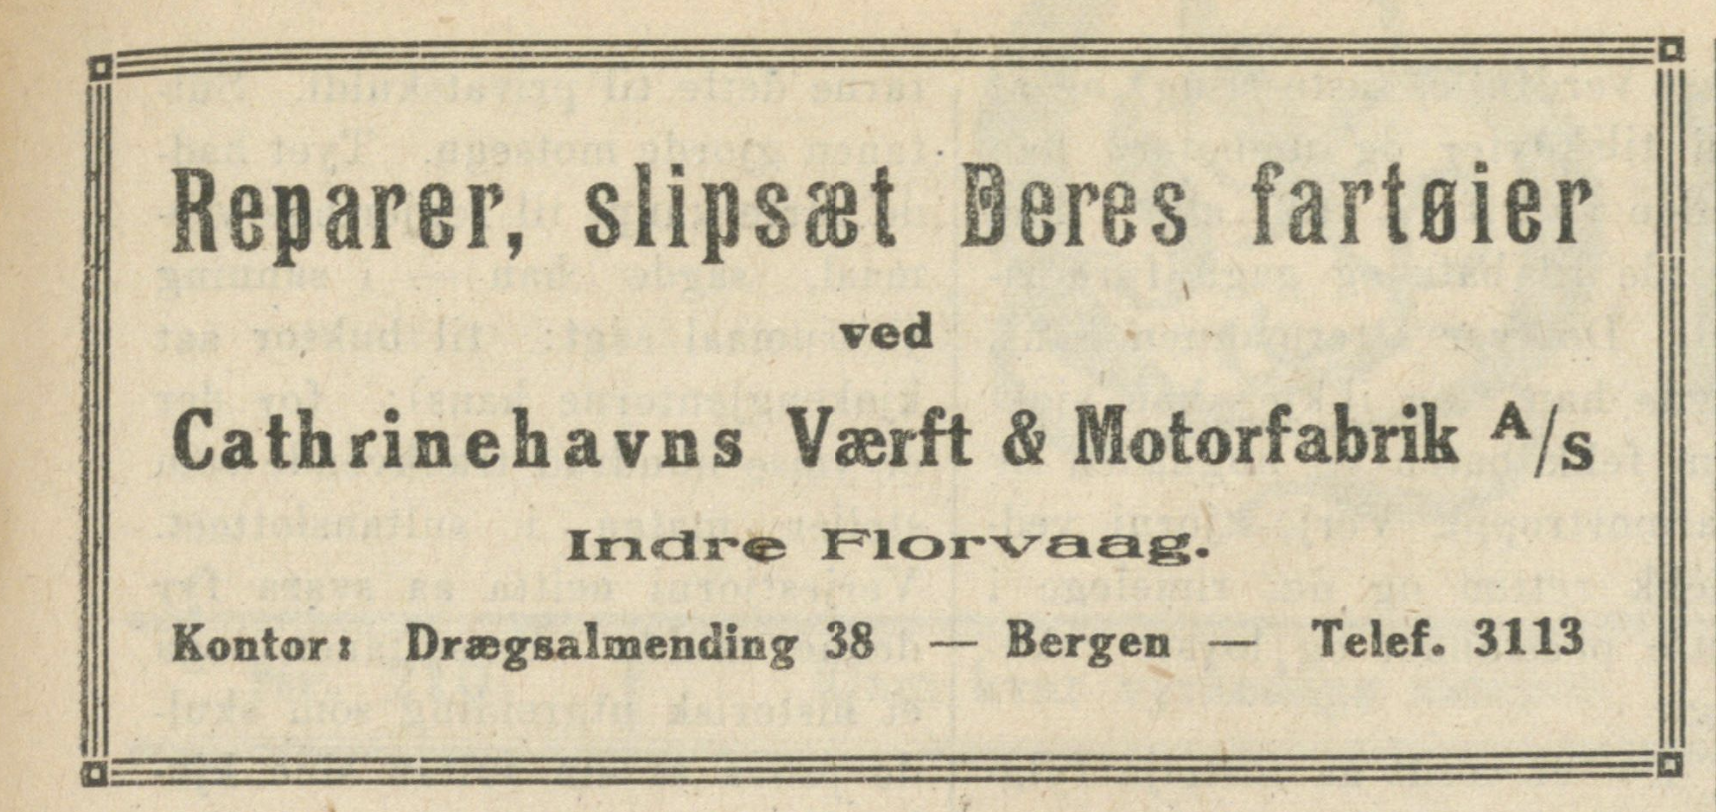 Reparer, slipsæt Deres fartøier
ved
Cathrinehavns Værft & Motorfabrik A/s
Indre Florvaag.
Kontor: Drægsalmending 38 — Bergen — Telef. 3113